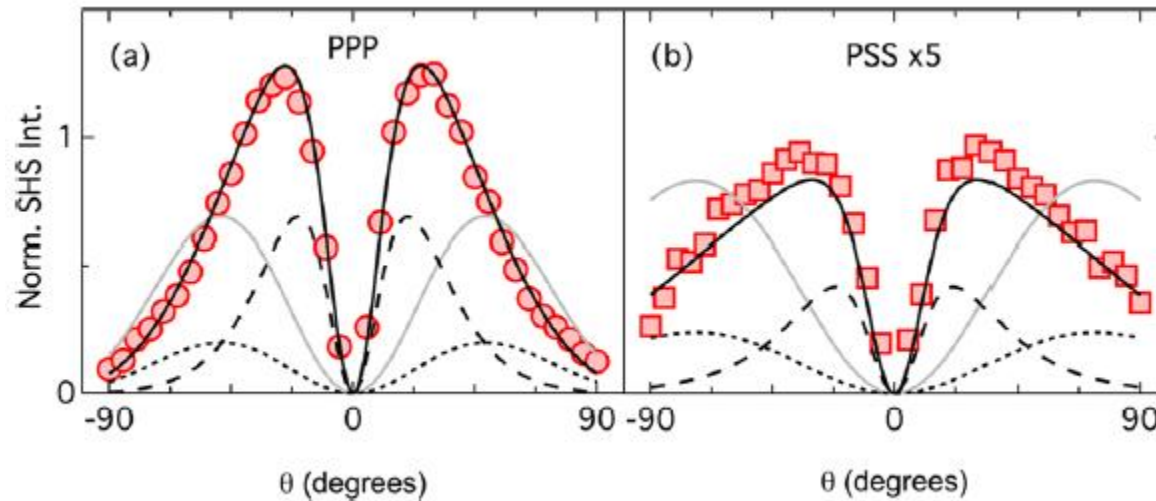 (a) PPP
(b) PSS x5
Norm. SHS Int.
1
0
-90 0 90
-90 0 90
θ (degrees)
θ (degrees)